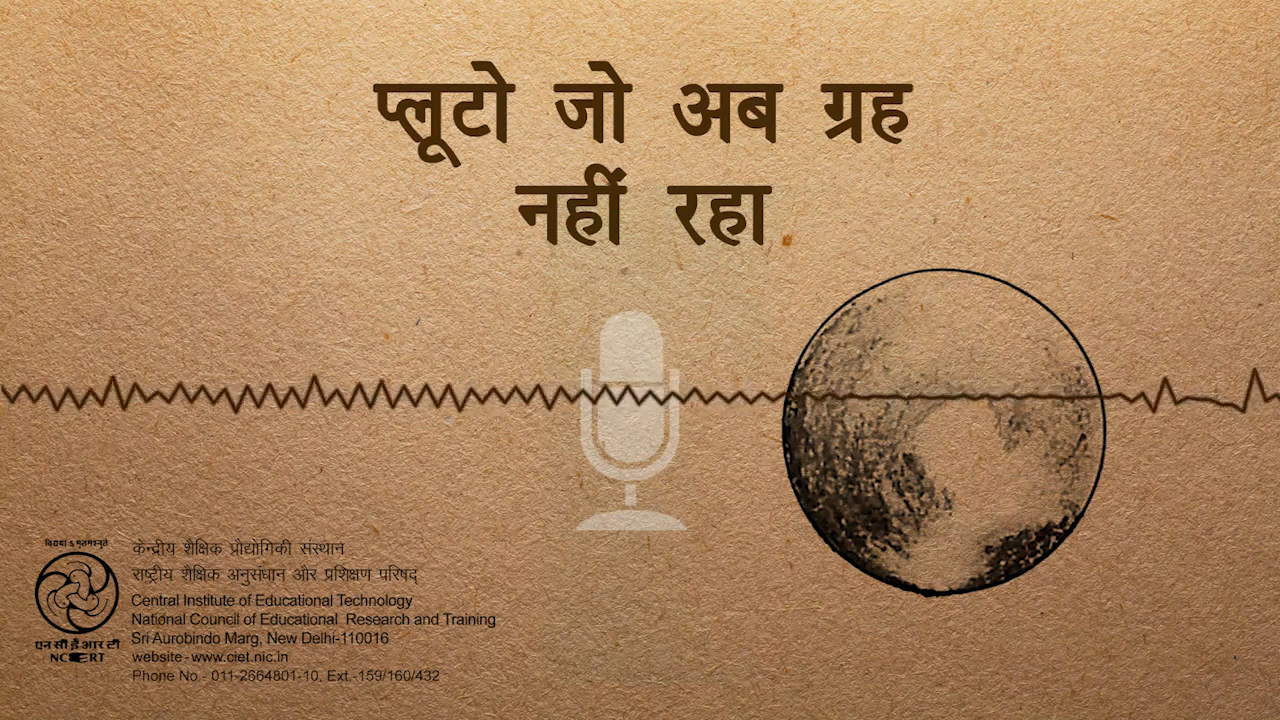 प्लूटो जो अब ग्रह
नहीं रहा
विद्यया ऽ मृतमश्नुते
एन सी ई आर टी
NCERT
केन्द्रीय शैक्षिक प्रौद्योगिकी संस्थान
राष्ट्रीय शैक्षिक अनुसंधान और प्रशिक्षण परिषद्
Central Institute of Educational Technology
National Council of Educational Research and Training
Sri Aurobindo Marg, New Delhi-110016
website - www.ciet.nic.in
Phone No.- 011-2664801-10, Ext.-159/160/432